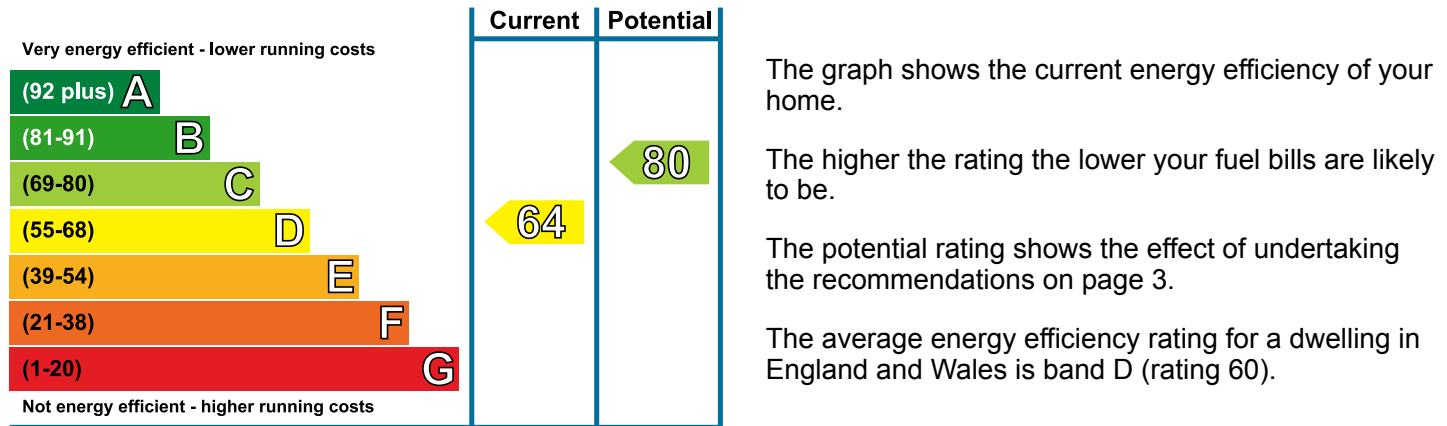 Current Potential
Very energy efficient - lower running costs
(92 plus) A
(81-91) B
(69-80) C
(55-68) D
(39-54) E
(21-38) F
(1-20) G
Not energy efficient - higher running costs
64
80
The graph shows the current energy efficiency of your
home.
The higher the rating the lower your fuel bills are likely
to be.
The potential rating shows the effect of undertaking
the recommendations on page 3.
The average energy efficiency rating for a dwelling in
England and Wales is band D (rating 60).